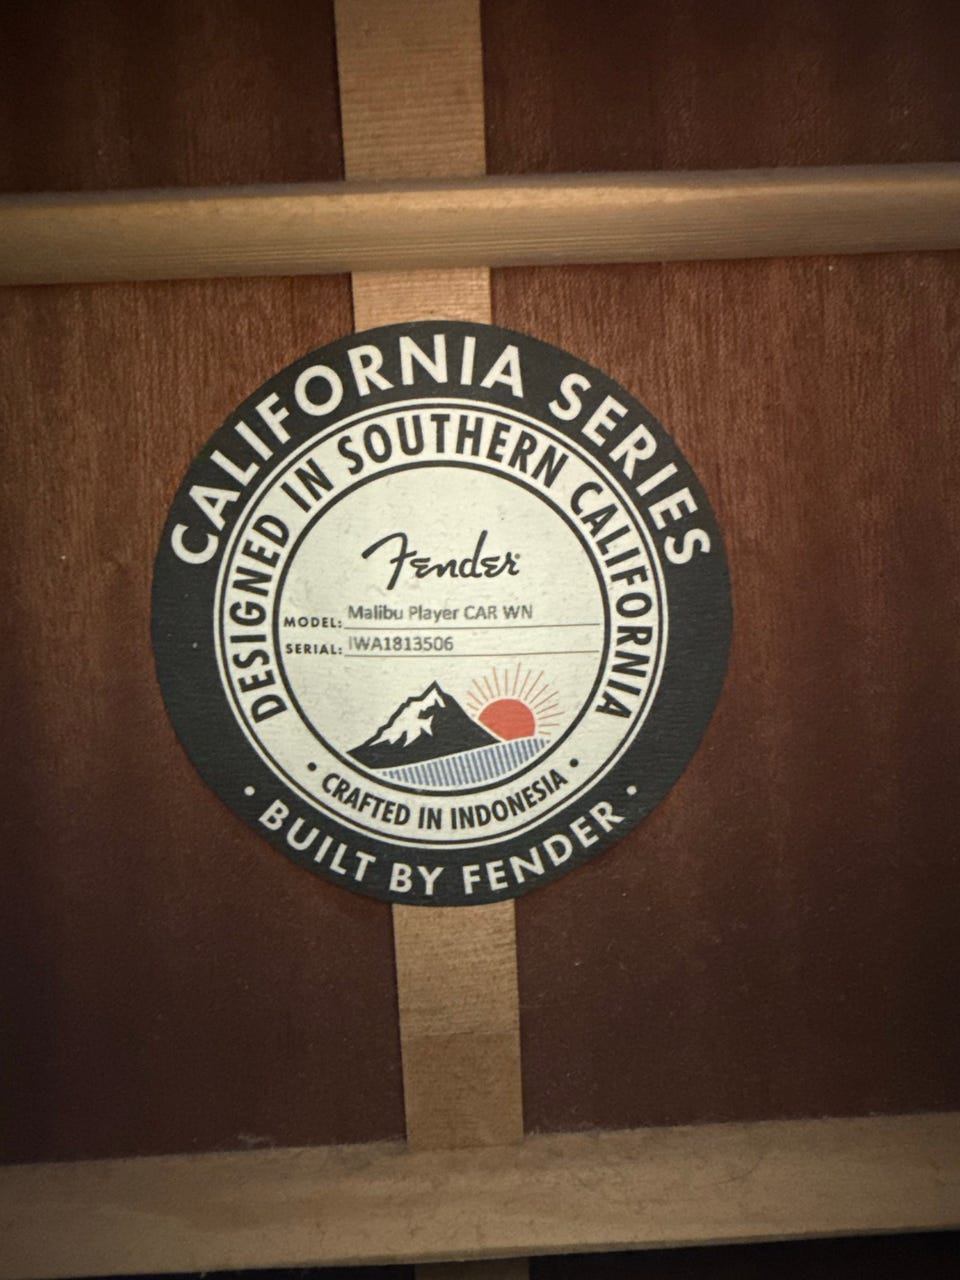 CALIFORNIA SERIES
DESIGNED IN SOUTHERN CALIFORNIA
Fender
MODEL: Malibu Player CAR WN
SERIAL: IWA1813506
• CRAFTED IN INDONESIA •
• BUILT BY FENDER •